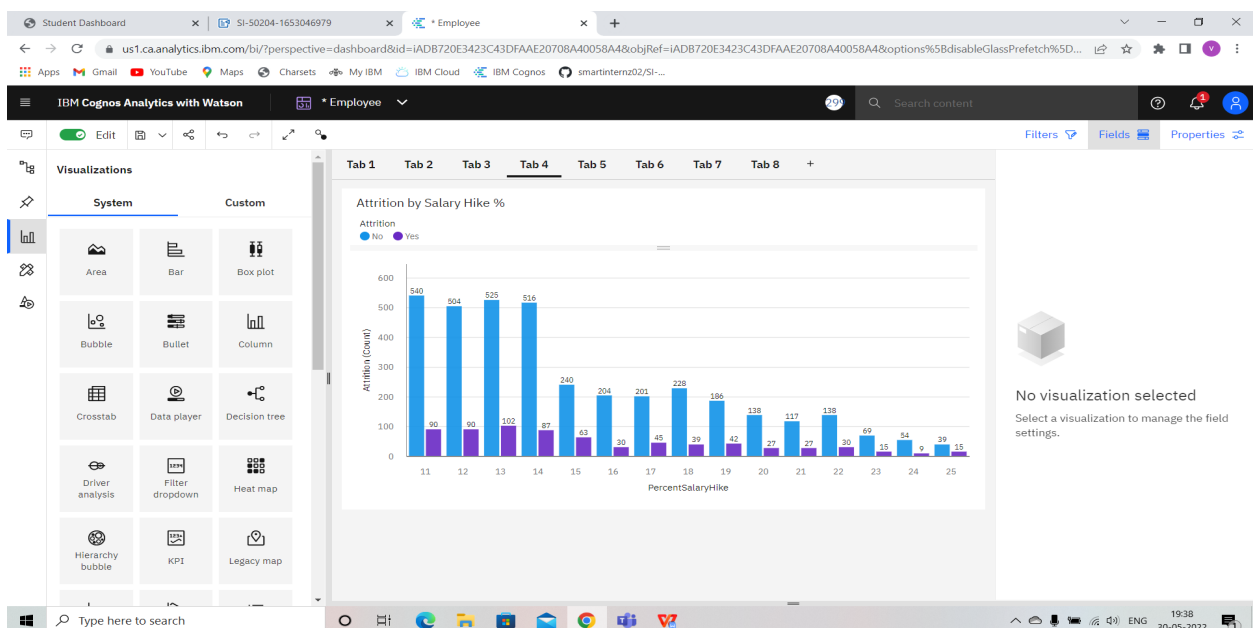 Student Dashboard
SI-50204-1653046979
* Employee
us1.ca.analytics.ibm.com/bi/?perspective=dashboard&id=iADB720E3423C43DFAAE20708A40058A4&objRef=iADB720E3423C43DFAAE20708A40058A4&options%5BdisableGlassPrefetch%5D...
V
Apps Gmail YouTube Maps Charsets My IBM IBM Cloud IBM Cognos smartinternz02/SI-...
IBM Cognos Analytics with Watson
* Employee
299
Search content
1
Edit
Filters Fields Properties
Visualizations
System Custom
Area Bar Box plot
Bubble Bullet Column
Crosstab Data player Decision tree
Driver analysis
Filter dropdown
Heat map
Hierarchy bubble
KPI
Legacy map
Tab 1 Tab 2 Tab 3 Tab 4 Tab 5 Tab 6 Tab 7 Tab 8 +
Attrition by Salary Hike %
Attrition
No Yes
Attrition (Count)
600
500
400
300
200
100
0
540 504 525 516 240 204 201 228 186 138 117 138 69 54 39
90 90 102 87 63 30 45 39 42 27 27 30 15 9 15
11 12 13 14 15 16 17 18 19 20 21 22 23 24 25
PercentSalaryHike
No visualization selected
Select a visualization to manage the field
settings.
Type here to search
ENG
19:38
30-05-2022
1